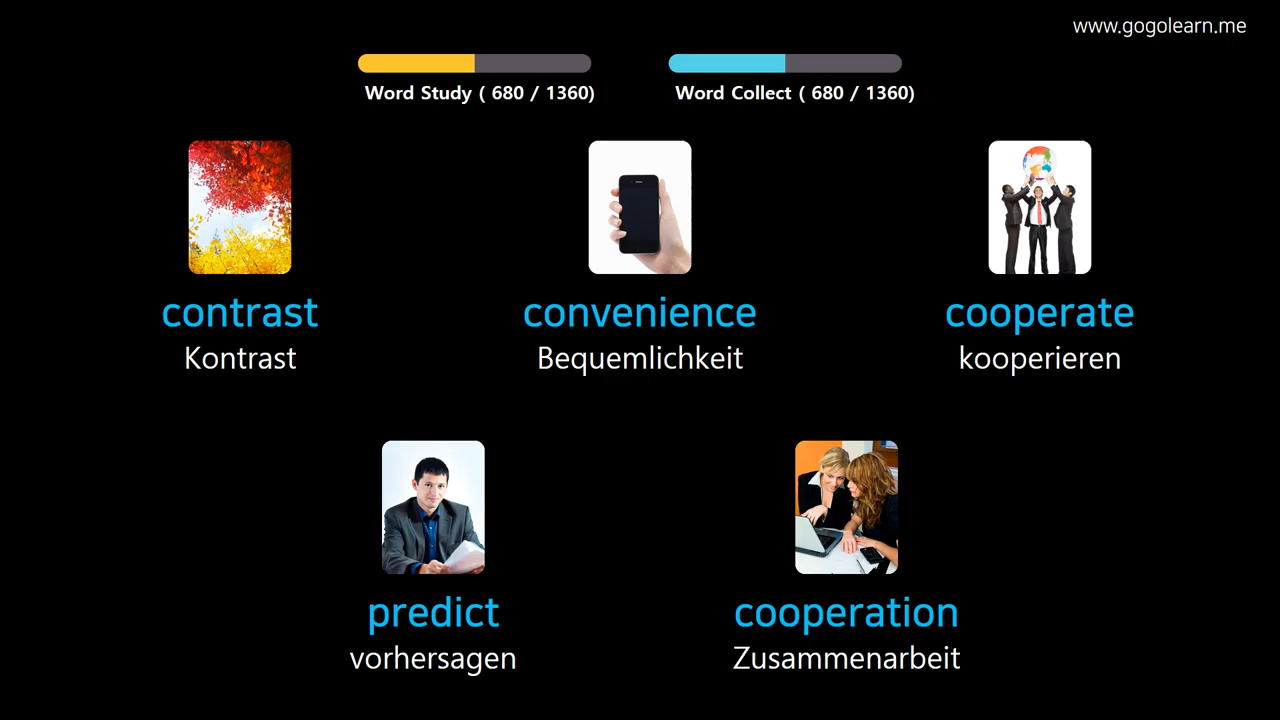 www.gogolearn.me
Word Study ( 680 / 1360)
Word Collect ( 680 / 1360)
contrast
Kontrast
convenience
Bequemlichkeit
cooperate
kooperieren
predict
vorhersagen
cooperation
Zusammenarbeit